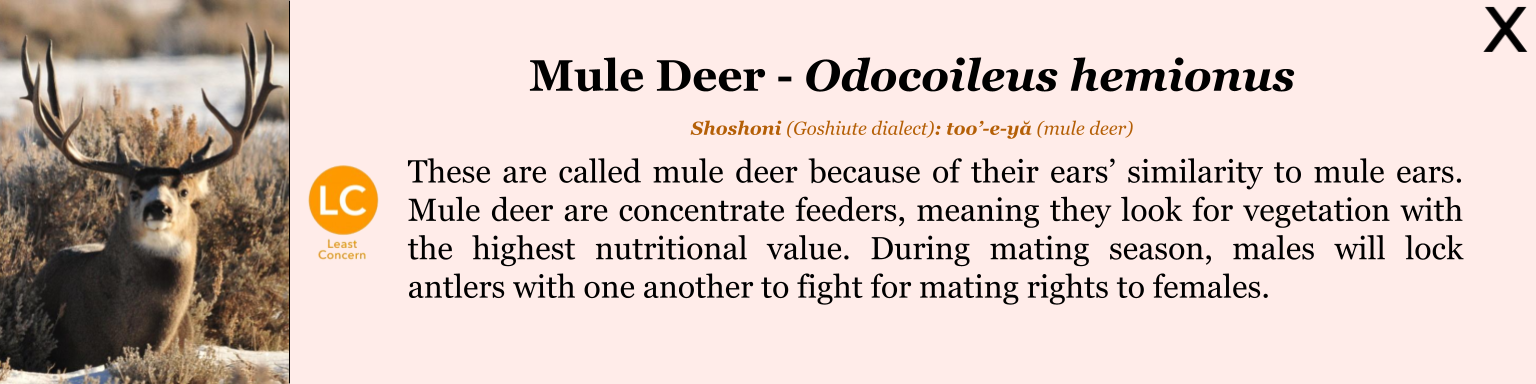 X
Mule Deer - Odocoileus hemionus
Shoshoni (Goshiute dialect): too’-e-yă (mule deer)
LC
Least
Concern
These are called mule deer because of their ears’ similarity to mule ears.
Mule deer are concentrate feeders, meaning they look for vegetation with
the highest nutritional value. During mating season, males will lock
antlers with one another to fight for mating rights to females.